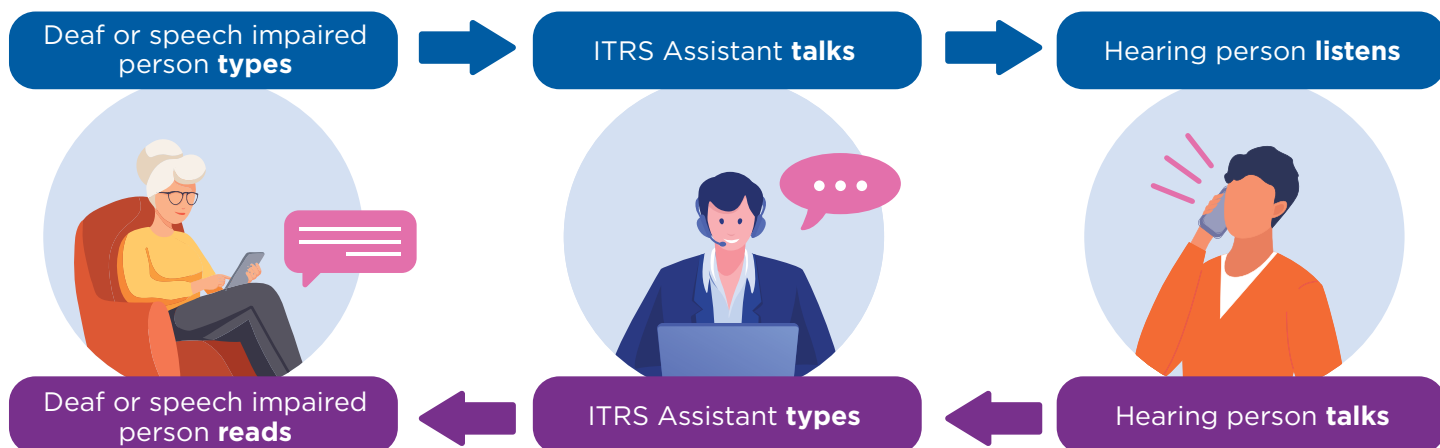 Deaf or speech impaired
person types
ITRS Assistant talks
Hearing person listens
Deaf or speech impaired
person reads
ITRS Assistant types
Hearing person talks